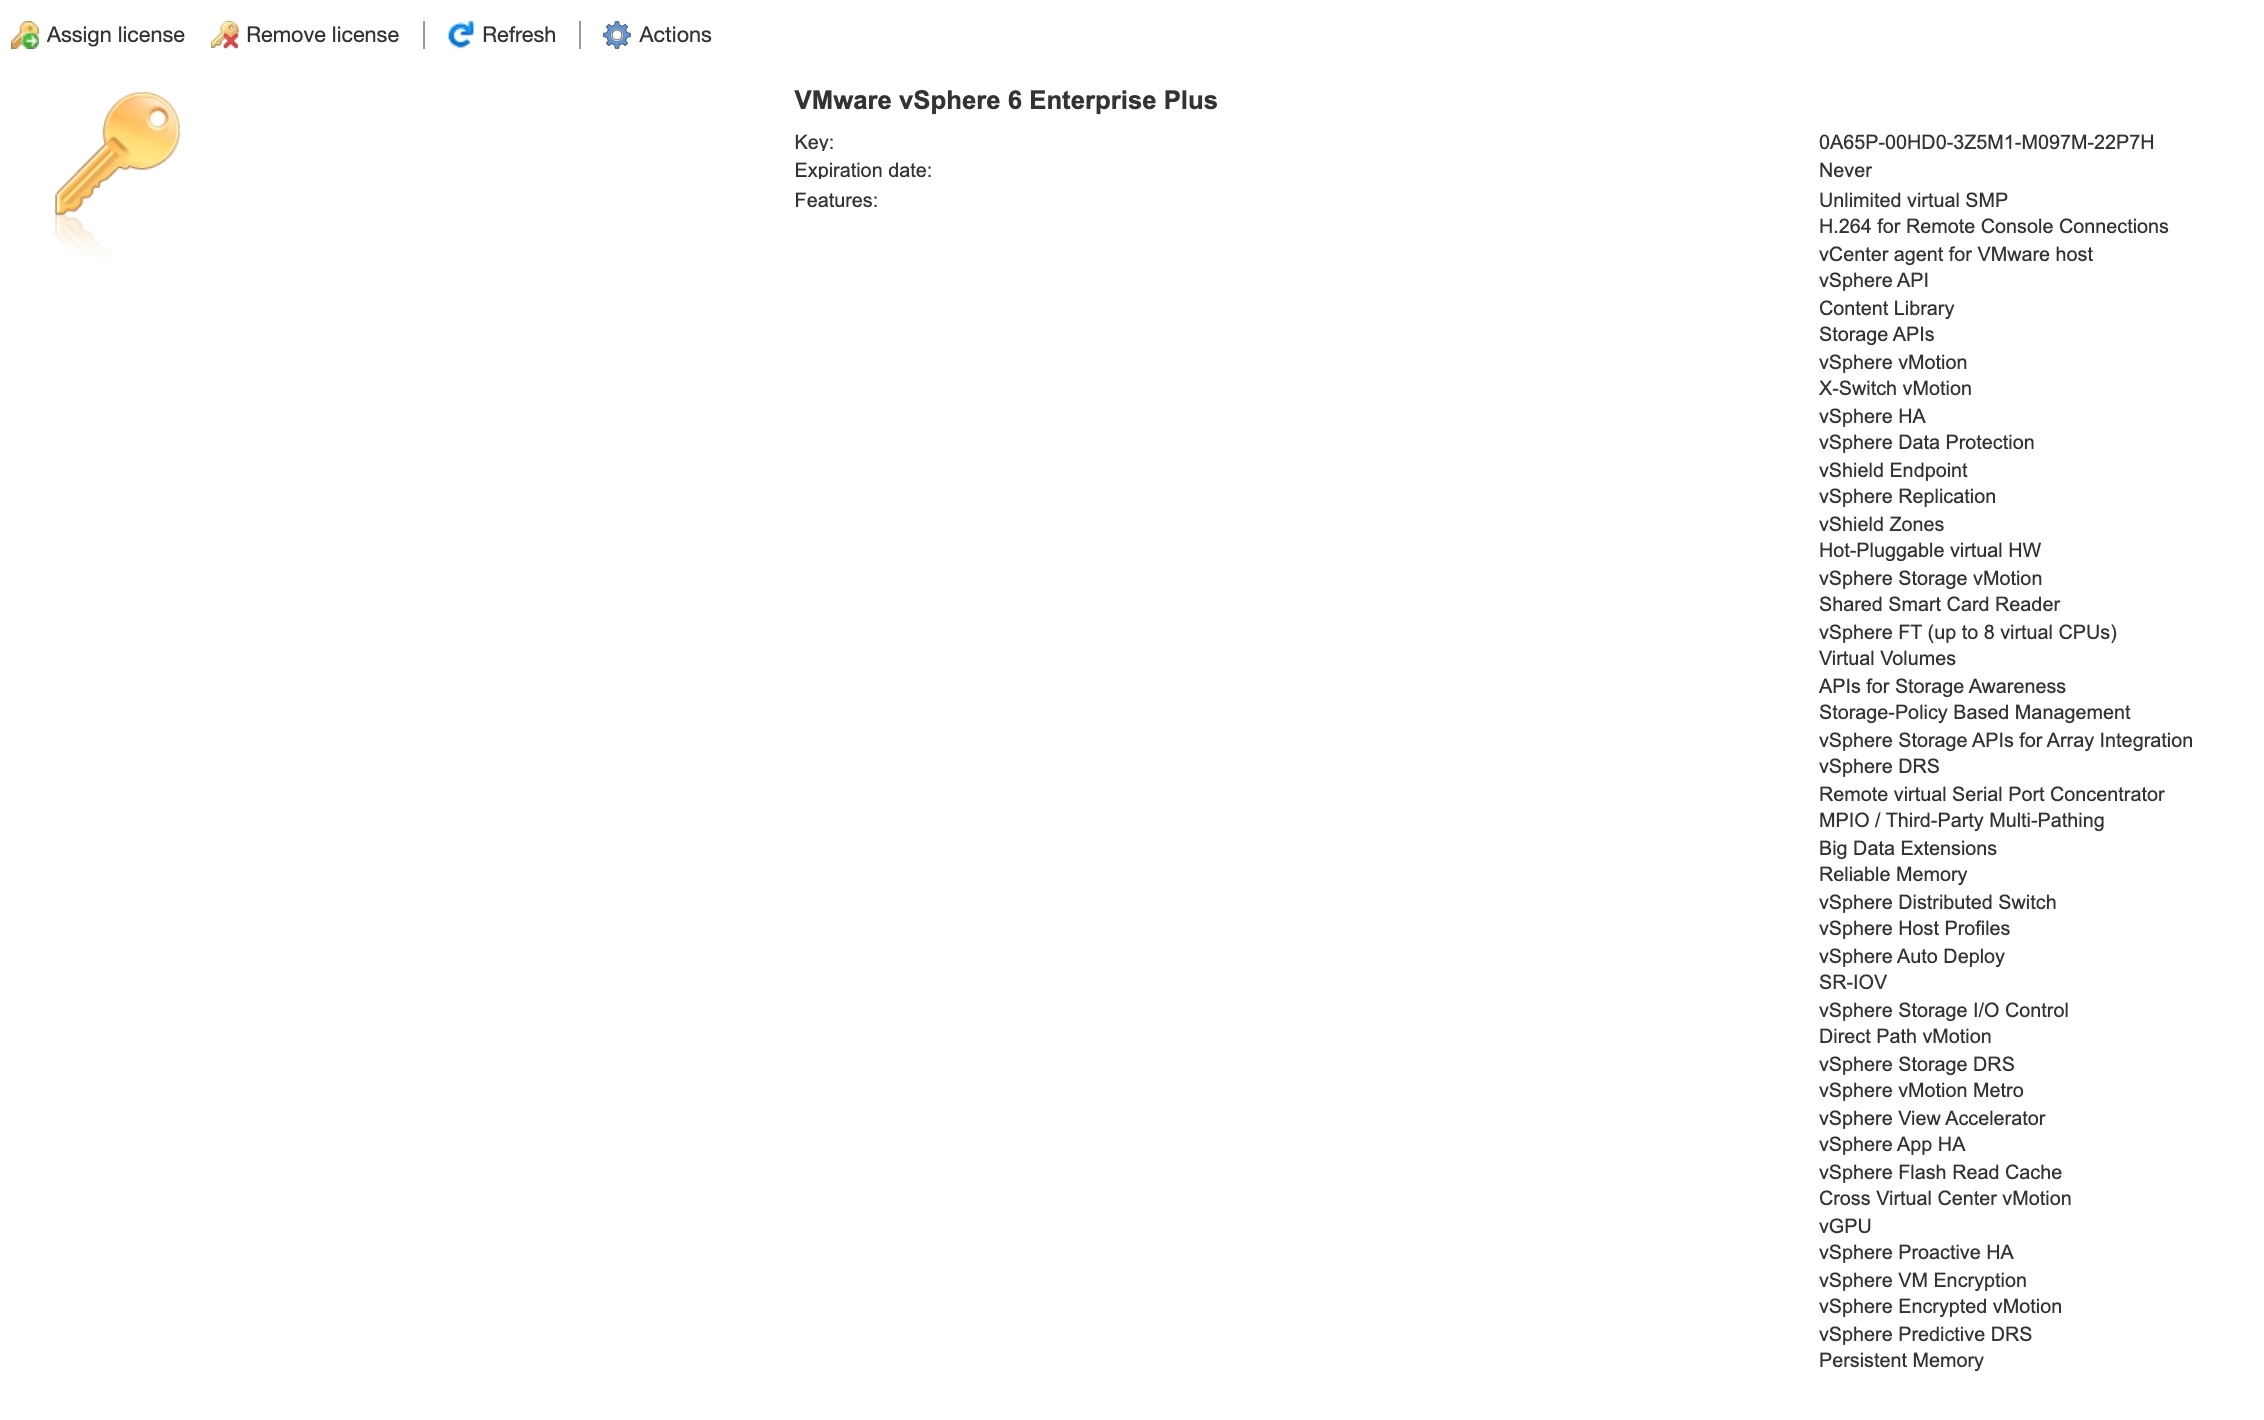 Assign license Remove license Refresh Actions
VMware vSphere 6 Enterprise Plus
Key: 0A65P-00HD0-3Z5M1-M097M-22P7H
Expiration date: Never
Features: Unlimited virtual SMP
H.264 for Remote Console Connections
vCenter agent for VMware host
vSphere API
Content Library
Storage APIs
vSphere vMotion
X-Switch vMotion
vSphere HA
vSphere Data Protection
vShield Endpoint
vSphere Replication
vShield Zones
Hot-Pluggable virtual HW
vSphere Storage vMotion
Shared Smart Card Reader
vSphere FT (up to 8 virtual CPUs)
Virtual Volumes
APIs for Storage Awareness
Storage-Policy Based Management
vSphere Storage APIs for Array Integration
vSphere DRS
Remote virtual Serial Port Concentrator
MPIO / Third-Party Multi-Pathing
Big Data Extensions
Reliable Memory
vSphere Distributed Switch
vSphere Host Profiles
vSphere Auto Deploy
SR-IOV
vSphere Storage I/O Control
Direct Path vMotion
vSphere Storage DRS
vSphere vMotion Metro
vSphere View Accelerator
vSphere App HA
vSphere Flash Read Cache
Cross Virtual Center vMotion
vGPU
vSphere Proactive HA
vSphere VM Encryption
vSphere Encrypted vMotion
vSphere Predictive DRS
Persistent Memory